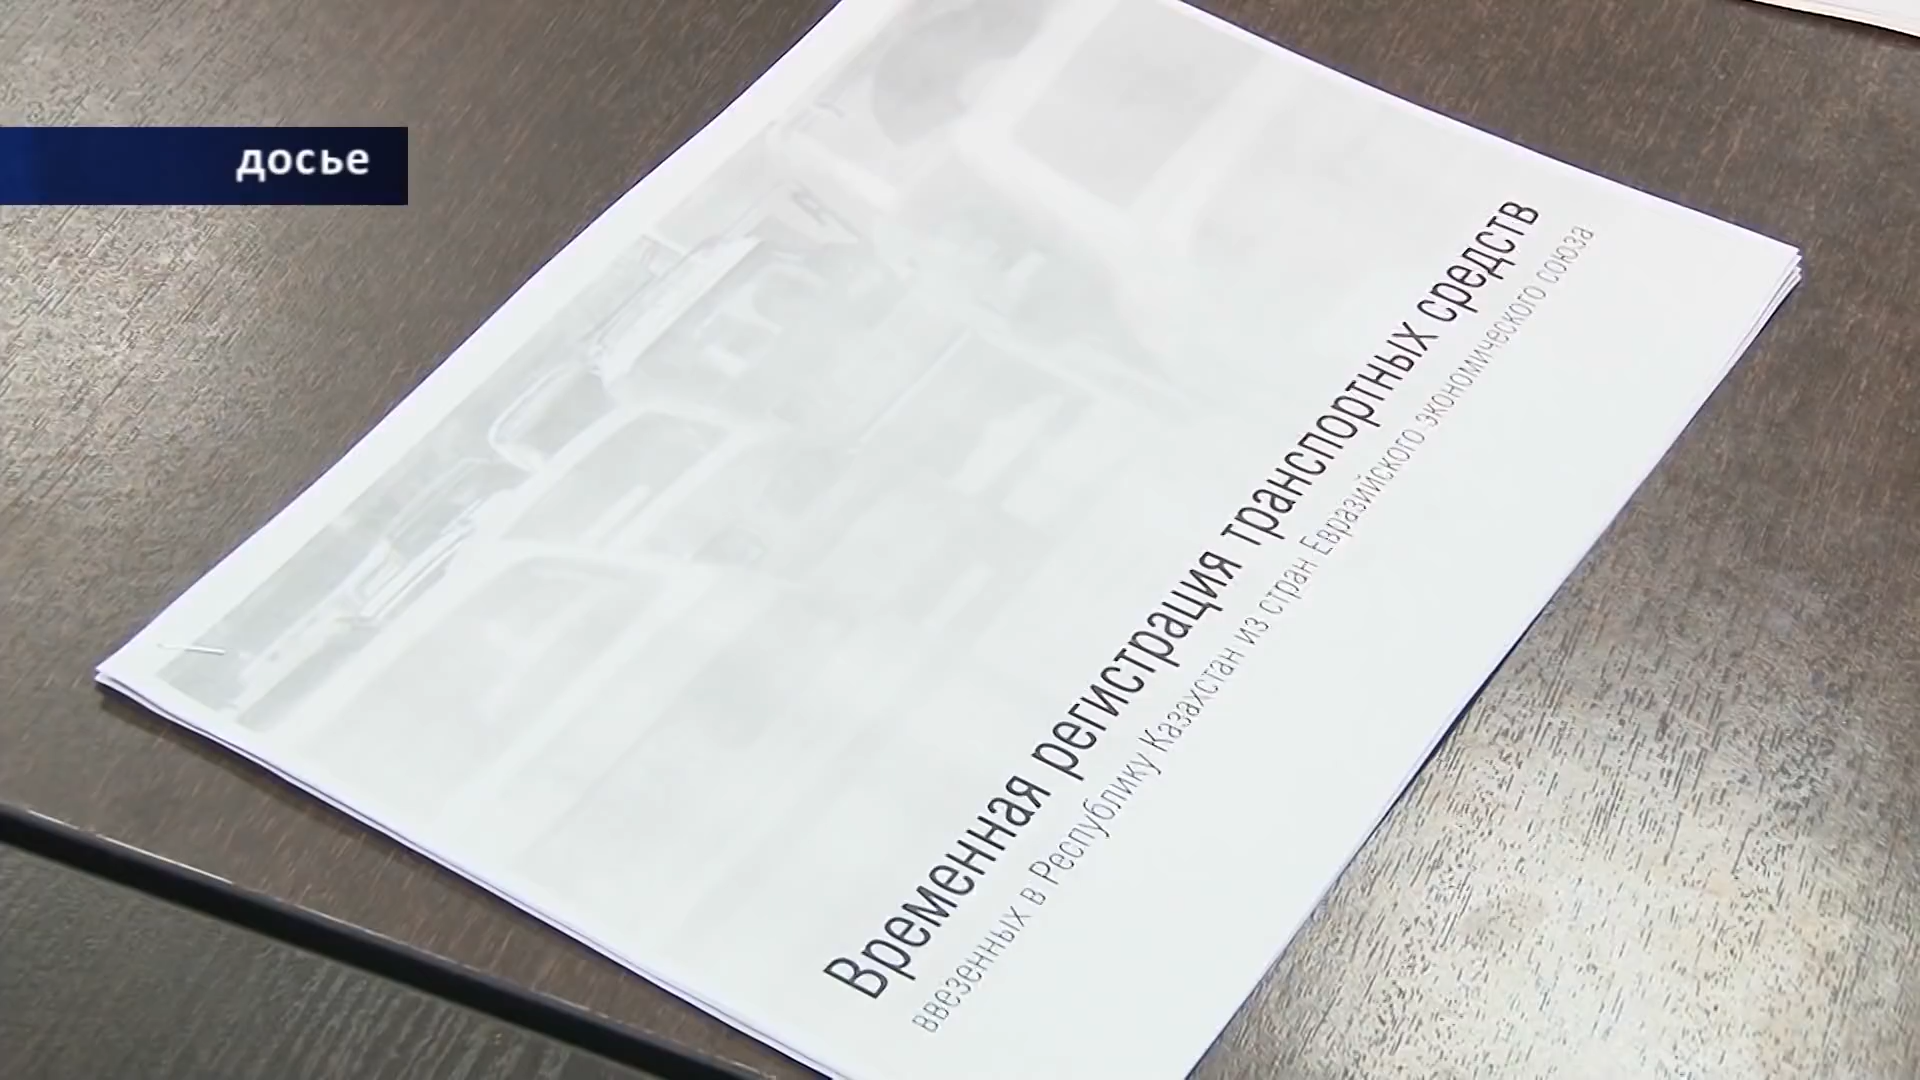 досье
Временная регистрация транспортных средств
ввезенных в Республику Казахстан из стран Евразийского экономического союза